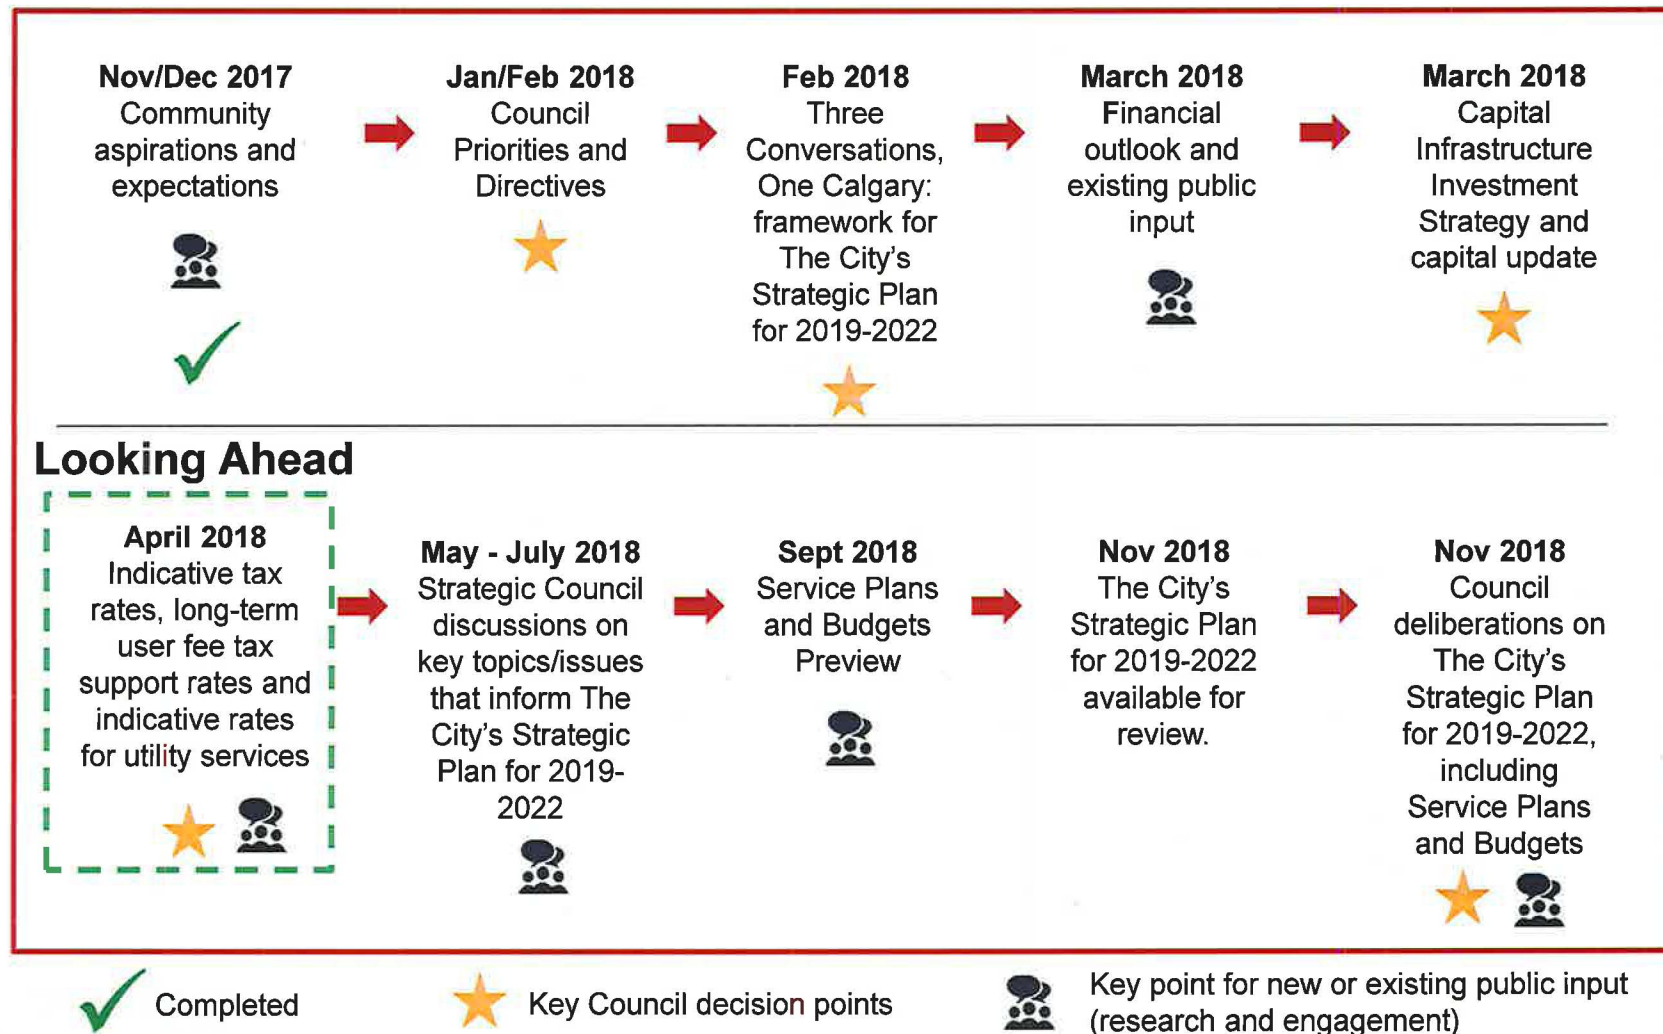 Nov/Dec 2017
Community
aspirations and
expectations
Jan/Feb 2018
Council
Priorities and
Directives
Feb 2018
Three
Conversations,
One Calgary:
framework for
The City's
Strategic Plan
for 2019-2022
March 2018
Financial
outlook and
existing public
input
March 2018
Capital
Infrastructure
Investment
Strategy and
capital update
Looking Ahead
April 2018
Indicative tax
rates, long-term
user fee tax
support rates and
indicative rates
for utility services
May - July 2018
Strategic Council
discussions on
key topics/issues
that inform The
City's Strategic
Plan for 2019-
2022
Sept 2018
Service Plans
and Budgets
Preview
Nov 2018
The City's
Strategic Plan
for 2019-2022
available for
review.
Nov 2018
Council
deliberations on
The City's
Strategic Plan
for 2019-2022,
including
Service Plans
and Budgets
Completed
Key Council decision points
Key point for new or existing public input
(research and engagement)